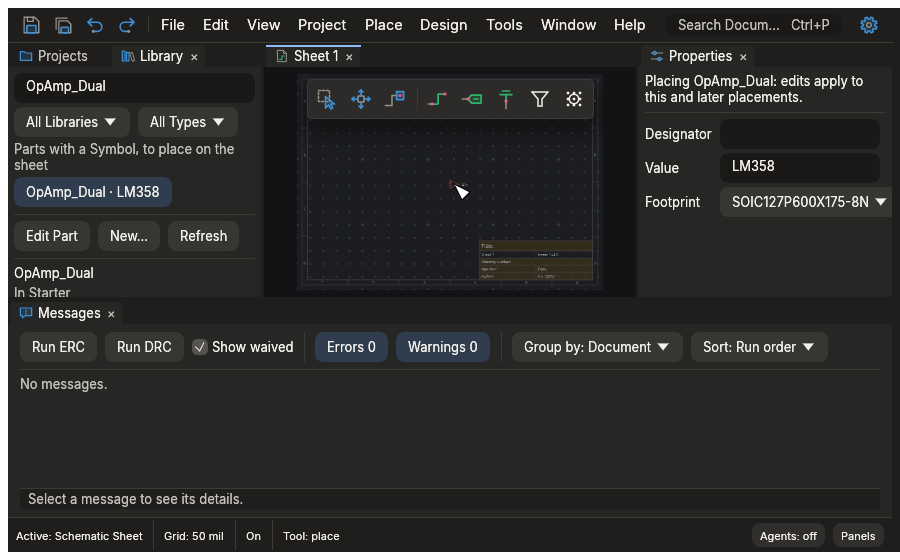 File Edit View Project Place Design Tools Window Help Search Docum... Ctrl+P
Projects Library × Sheet 1 × Properties ×
OpAmp_Dual
All Libraries All Types
Parts with a Symbol, to place on the
sheet
OpAmp_Dual · LM358
Edit Part New... Refresh
OpAmp_Dual
In Starter
Title:
Placing OpAmp_Dual: edits apply to
this and later placements.
Designator
Value LM358
Footprint SOIC127P600X175-8N
Messages ×
Run ERC Run DRC Show waived Errors 0 Warnings 0 Group by: Document Sort: Run order
No messages.
Select a message to see its details.
Active: Schematic Sheet Grid: 50 mil On Tool: place Agents: off Panels